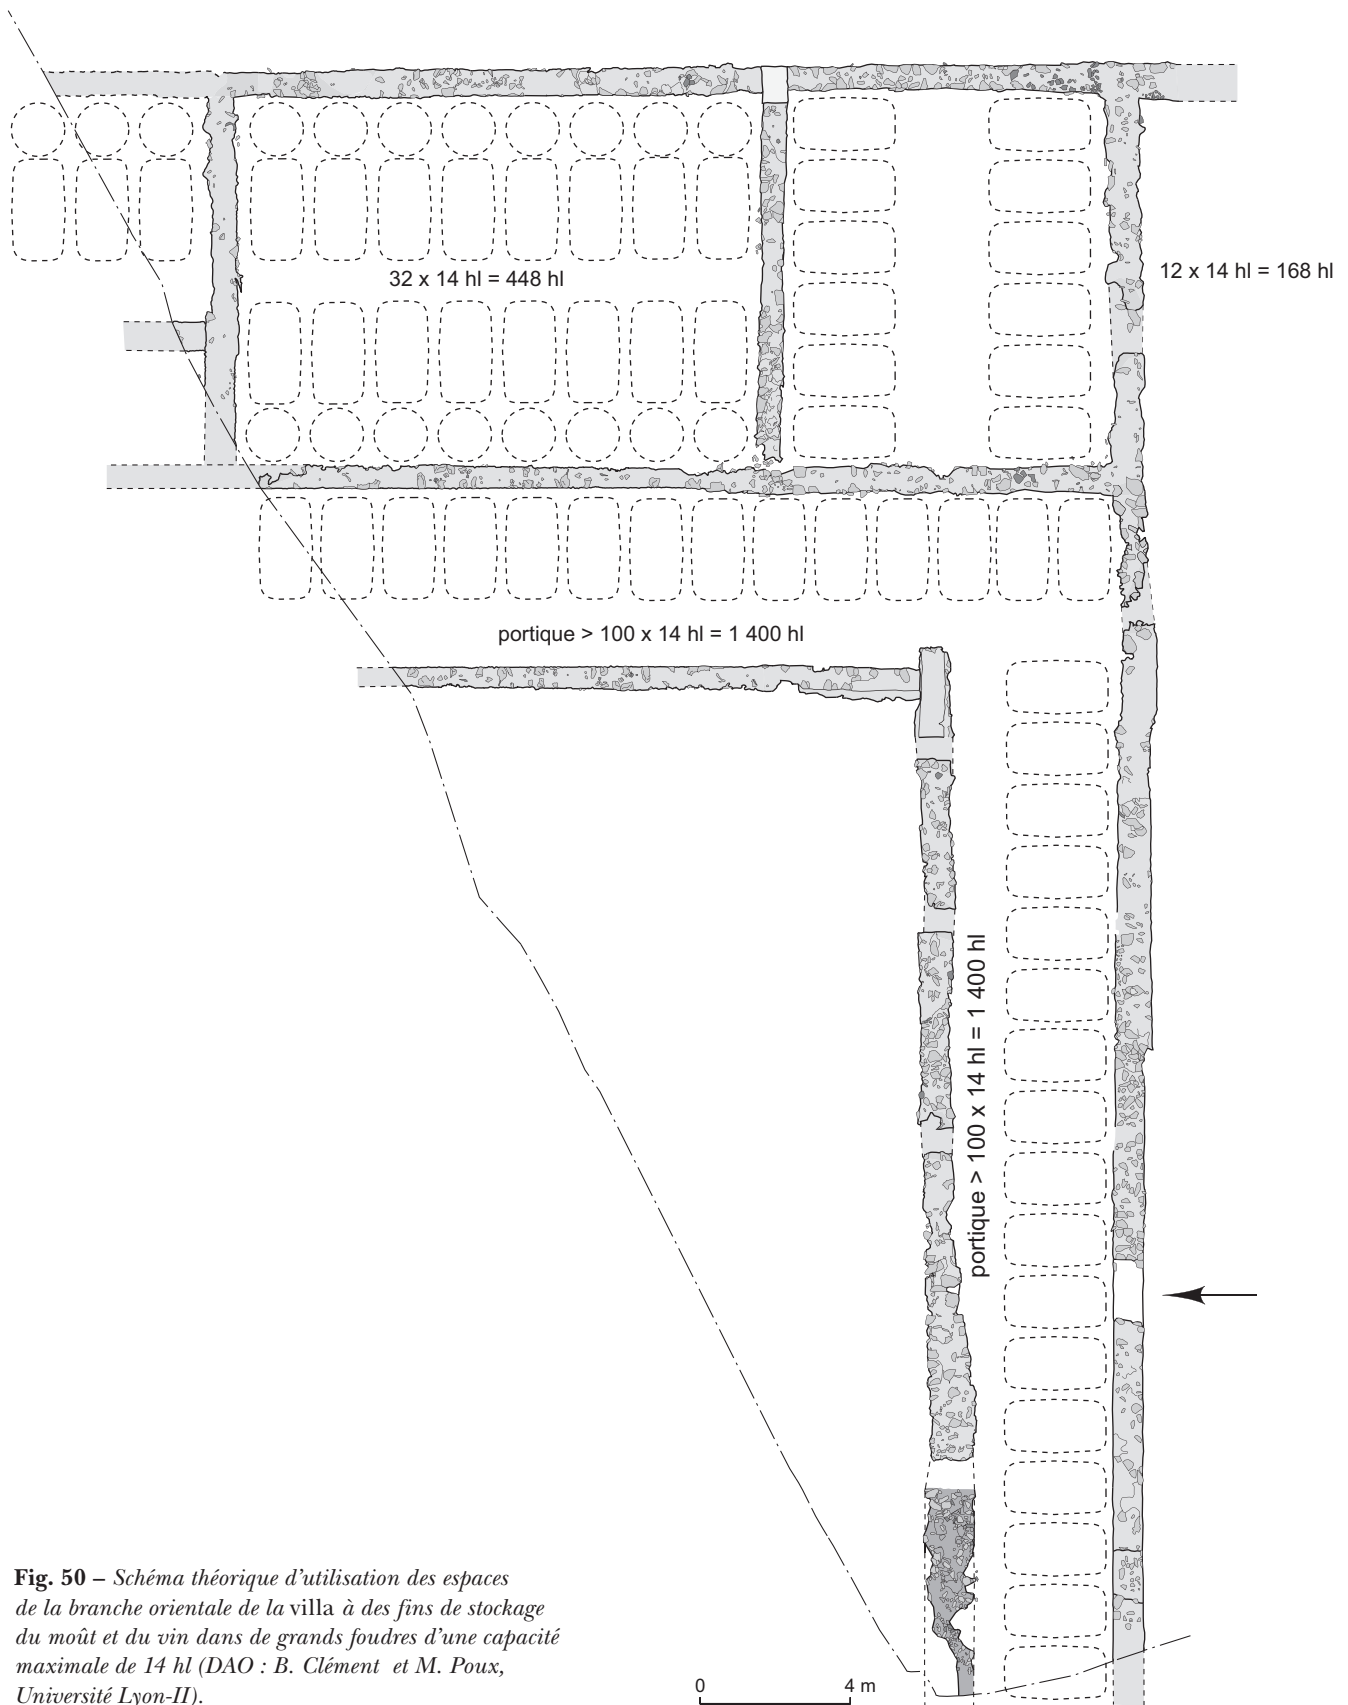 32 x 14 hl = 448 hl
12 x 14 hl = 168 hl
portique > 100 x 14 hl = 1 400 hl
portique > 100 x 14 hl = 1 400 hl
Fig. 50 – Schéma théorique d'utilisation des espaces
de la branche orientale de la villa à des fins de stockage
du moût et du vin dans de grands foudres d'une capacité
maximale de 14 hl (DAO : B. Clément et M. Poux,
Université Lyon-II).
0 4 m